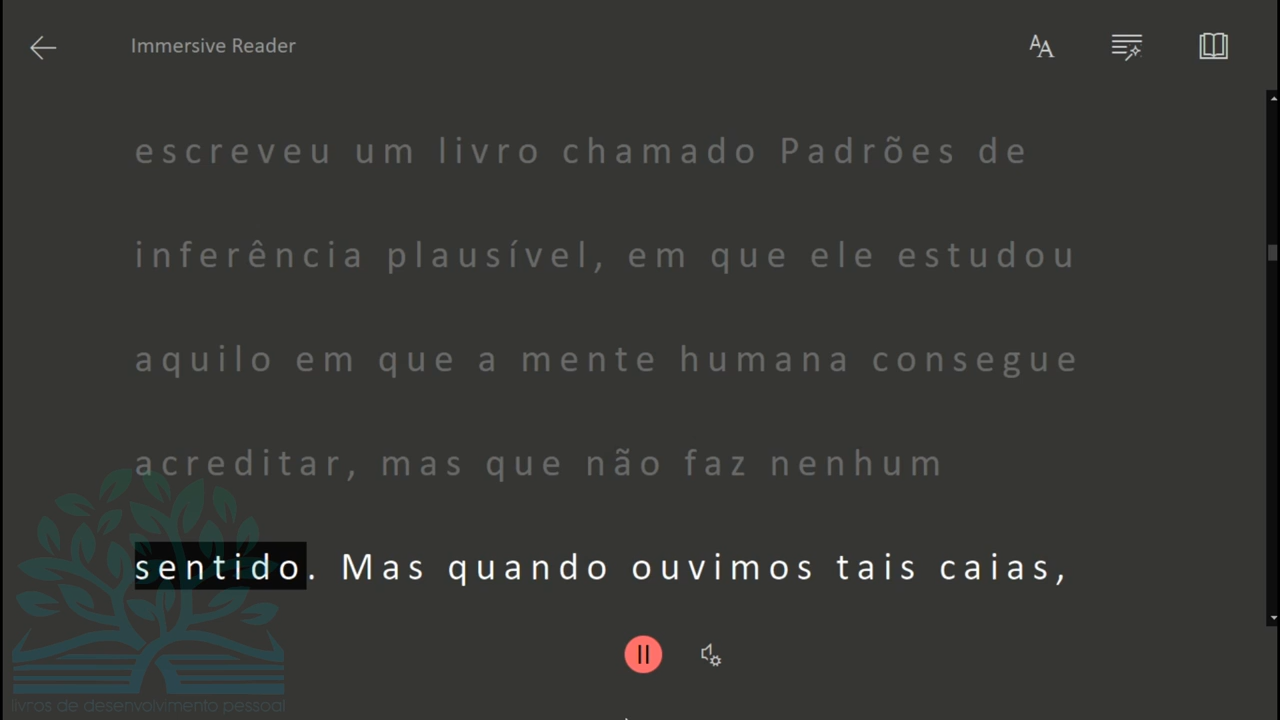 Immersive Reader
escreveu um livro chamado Padrões de
inferência plausível, em que ele estudou
aquilo em que a mente humana consegue
acreditar, mas que não faz nenhum
sentido. Mas quando ouvimos tais caias,
livros de desenvolvimento pessoal